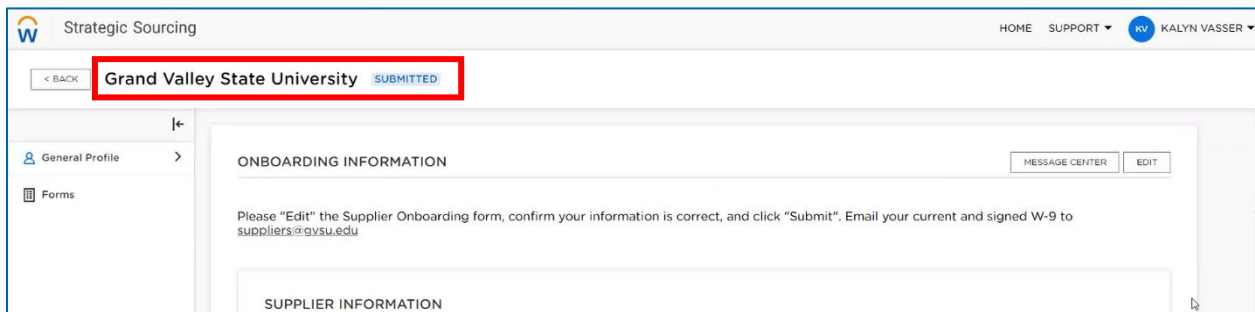 Strategic Sourcing
HOME SUPPORT KV KALYN VASSER
< BACK Grand Valley State University SUBMITTED
General Profile
Forms
ONBOARDING INFORMATION
MESSAGE CENTER EDIT
Please "Edit" the Supplier Onboarding form, confirm your information is correct, and click "Submit". Email your current and signed W-9 to
suppliers@gvsu.edu
SUPPLIER INFORMATION